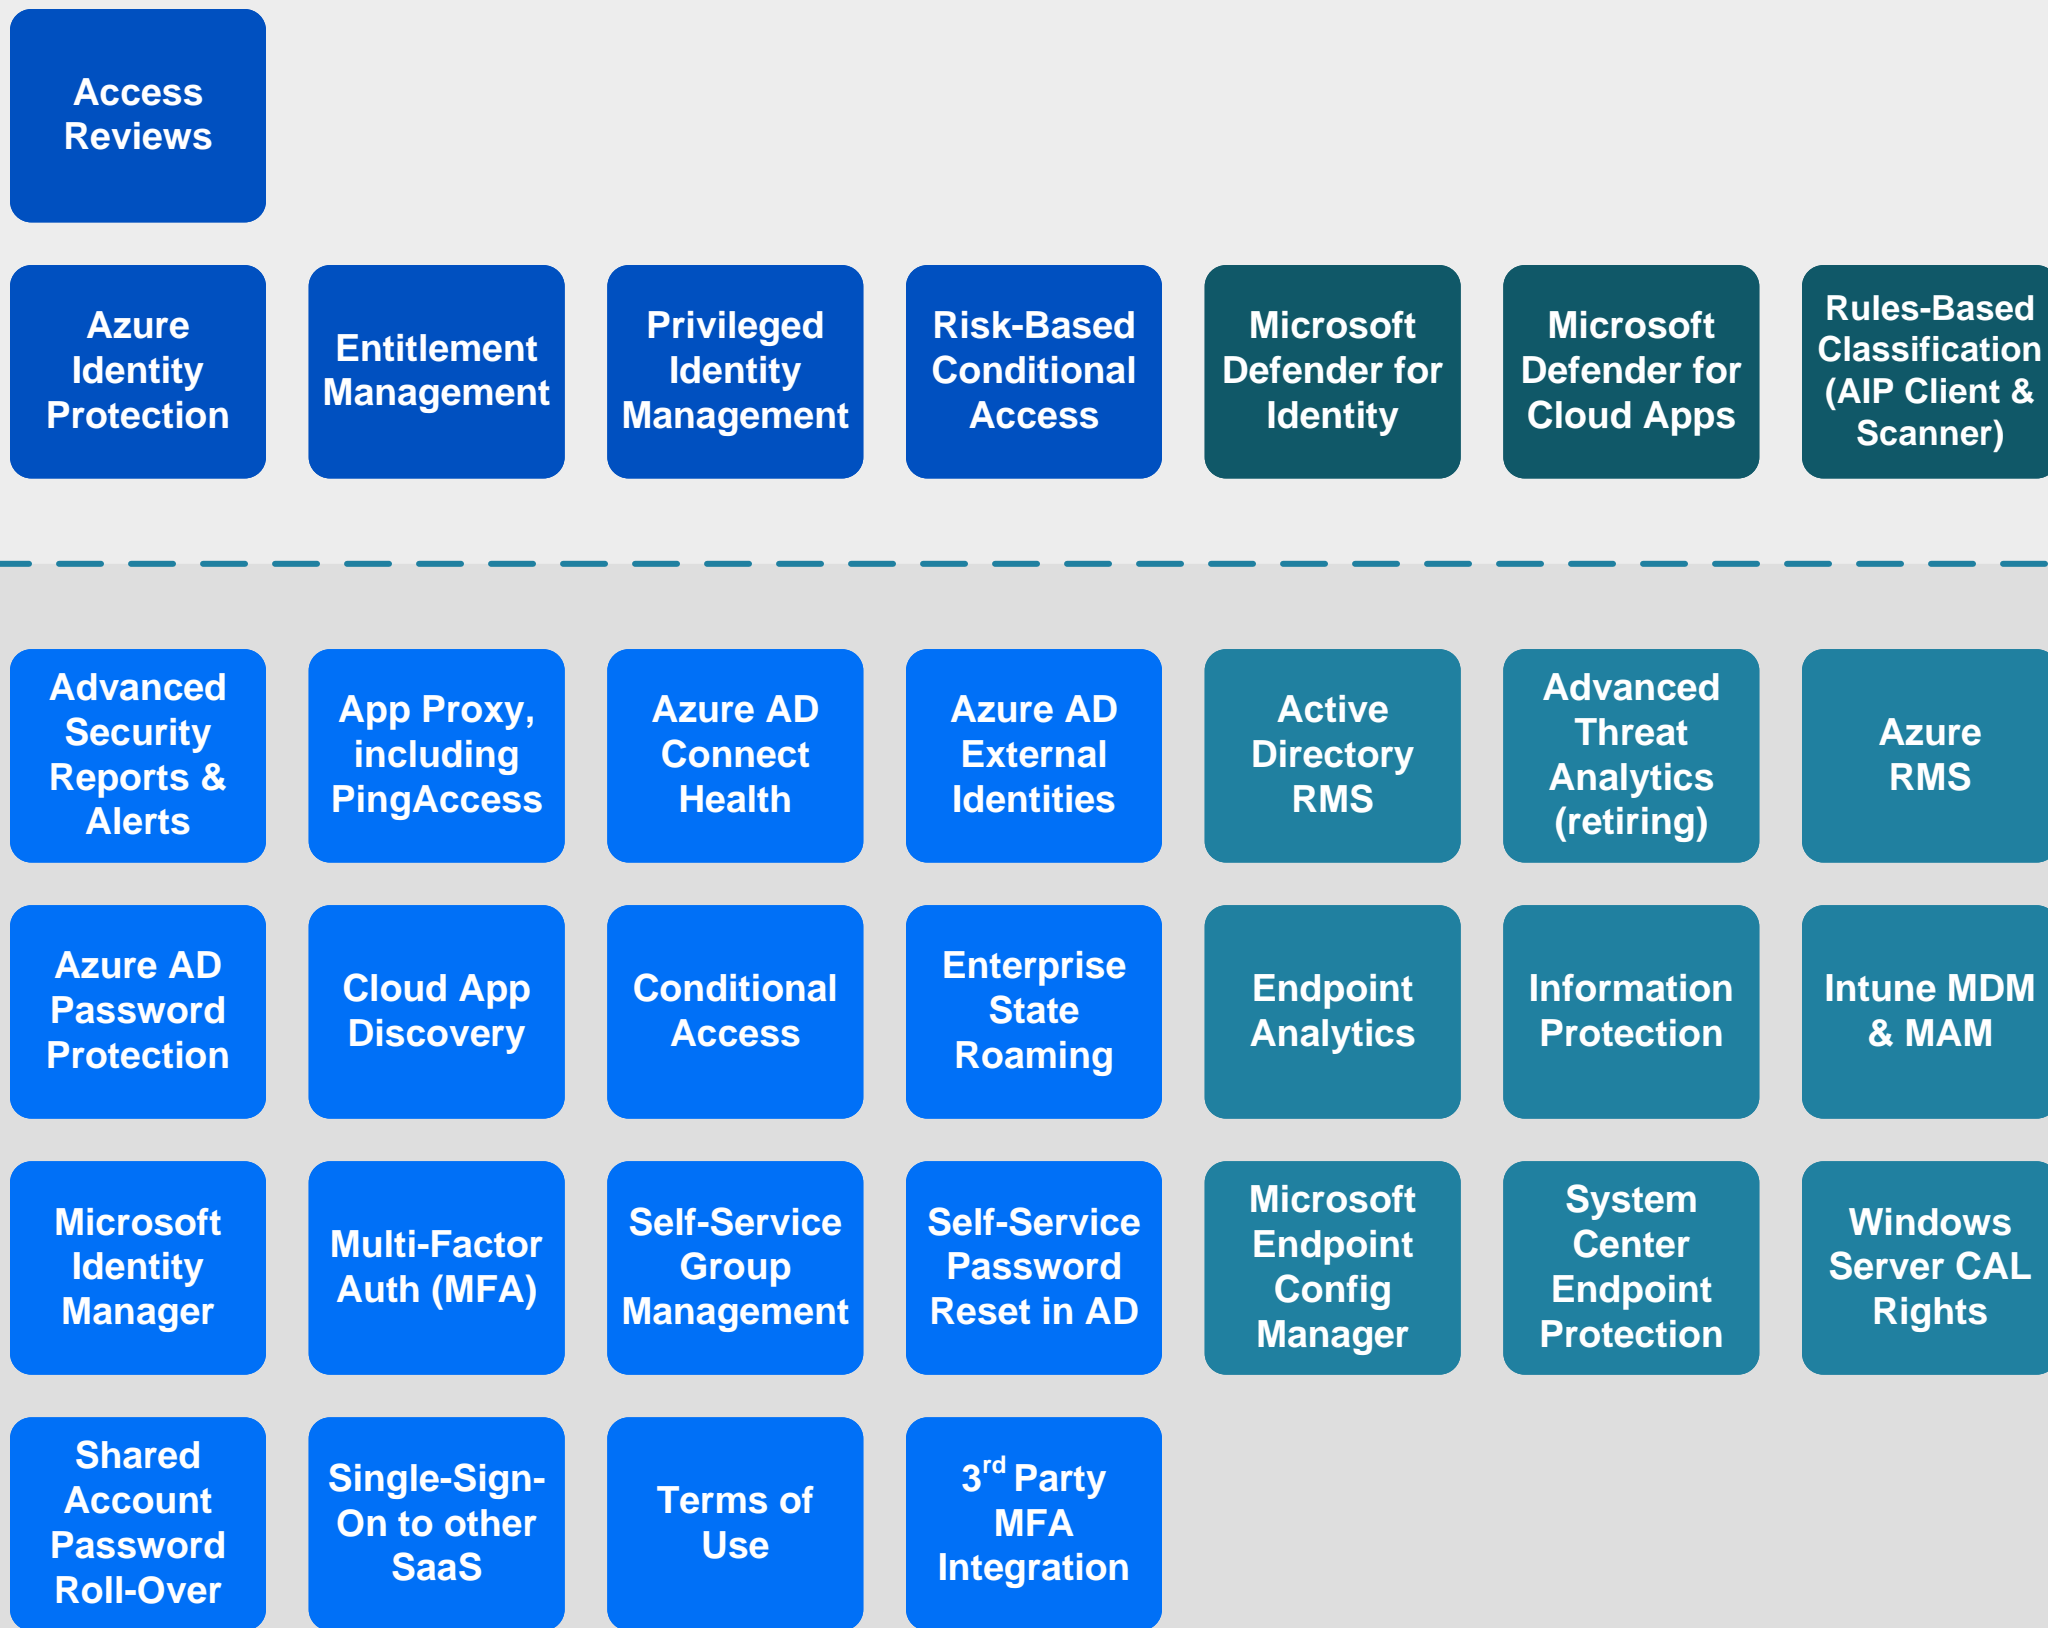 Access
Reviews
Azure
Identity
Protection
Entitlement
Management
Privileged
Identity
Management
Risk-Based
Conditional
Access
Microsoft
Defender for
Identity
Microsoft
Defender for
Cloud Apps
Rules-Based
Classification
(AIP Client &
Scanner)
Advanced
Security
Reports &
Alerts
App Proxy,
including
PingAccess
Azure AD
Connect
Health
Azure AD
External
Identities
Active
Directory
RMS
Advanced
Threat
Analytics
(retiring)
Azure
RMS
Azure AD
Password
Protection
Cloud App
Discovery
Conditional
Access
Enterprise
State
Roaming
Endpoint
Analytics
Information
Protection
Intune MDM
& MAM
Microsoft
Identity
Manager
Multi-Factor
Auth (MFA)
Self-Service
Group
Management
Self-Service
Password
Reset in AD
Microsoft
Endpoint
Config
Manager
System
Center
Endpoint
Protection
Windows
Server CAL
Rights
Shared
Account
Password
Roll-Over
Single-Sign-
On to other
SaaS
Terms of
Use
3rd Party
MFA
Integration